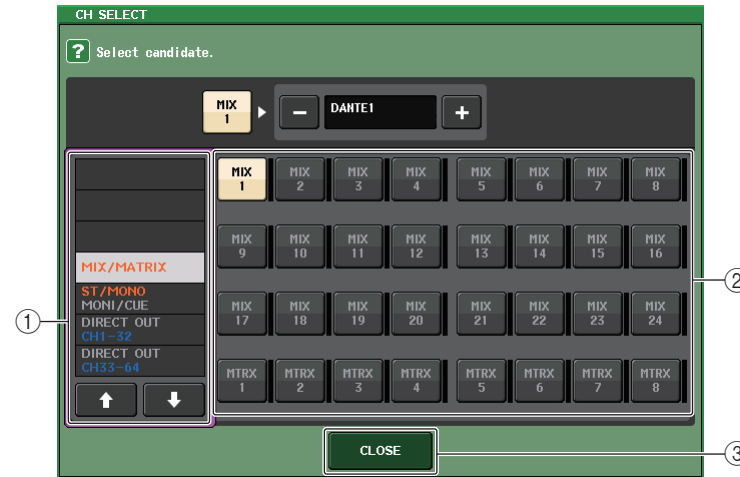 CH SELECT
? Select candidate.
MIX 1
−
DANTE1
+
MIX 1 MIX 2 MIX 3 MIX 4 MIX 5 MIX 6 MIX 7 MIX 8
MIX 9 MIX 10 MIX 11 MIX 12 MIX 13 MIX 14 MIX 15 MIX 16
MIX/MATRIX
ST/MONO
MONI/CUE
DIRECT OUT
CH1-32
DIRECT OUT
CH33-64
MIX 17 MIX 18 MIX 19 MIX 20 MIX 21 MIX 22 MIX 23 MIX 24
MTRX 1 MTRX 2 MTRX 3 MTRX 4 MTRX 5 MTRX 6 MTRX 7 MTRX 8
CLOSE
1
2
3